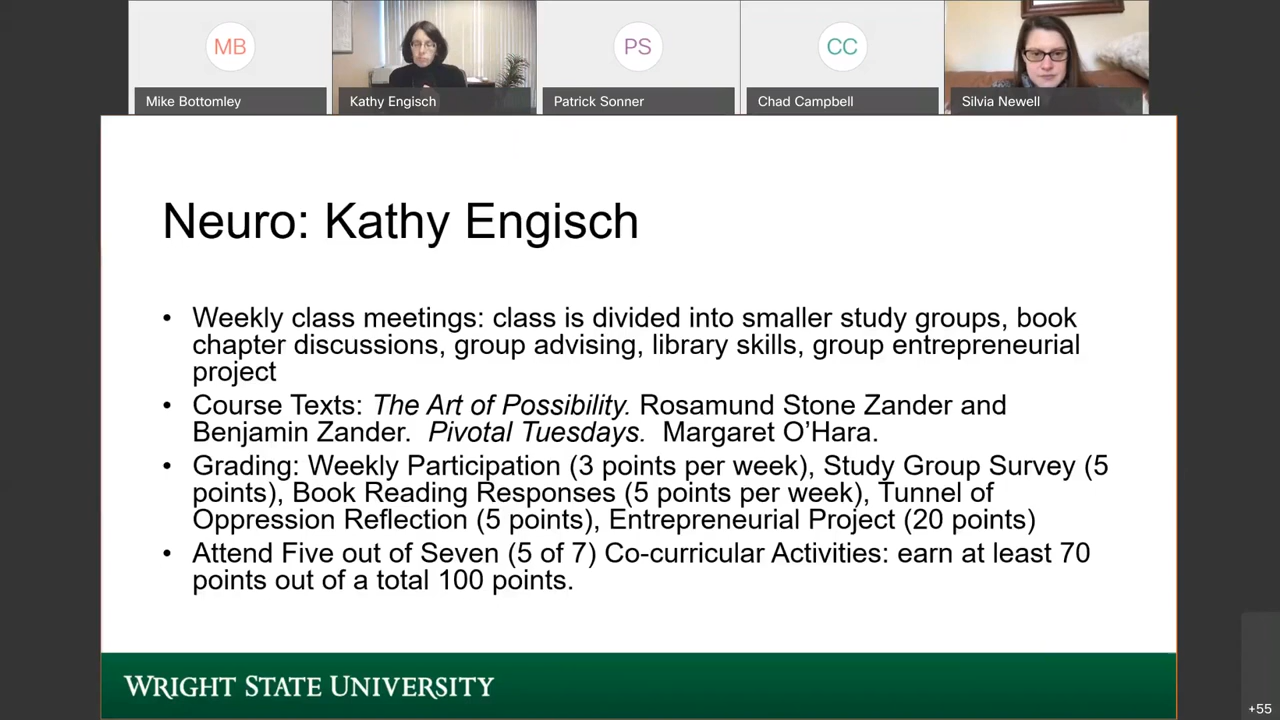 MB
PS
CC
Mike Bottomley
Kathy Engisch
Patrick Sonner
Chad Campbell
Silvia Newell
Neuro: Kathy Engisch
• Weekly class meetings: class is divided into smaller study groups, book
chapter discussions, group advising, library skills, group entrepreneurial
project
• Course Texts: The Art of Possibility. Rosamund Stone Zander and
Benjamin Zander. Pivotal Tuesdays. Margaret O’Hara.
• Grading: Weekly Participation (3 points per week), Study Group Survey (5
points), Book Reading Responses (5 points per week), Tunnel of
Oppression Reflection (5 points), Entrepreneurial Project (20 points)
• Attend Five out of Seven (5 of 7) Co-curricular Activities: earn at least 70
points out of a total 100 points.
WRIGHT STATE UNIVERSITY
+55